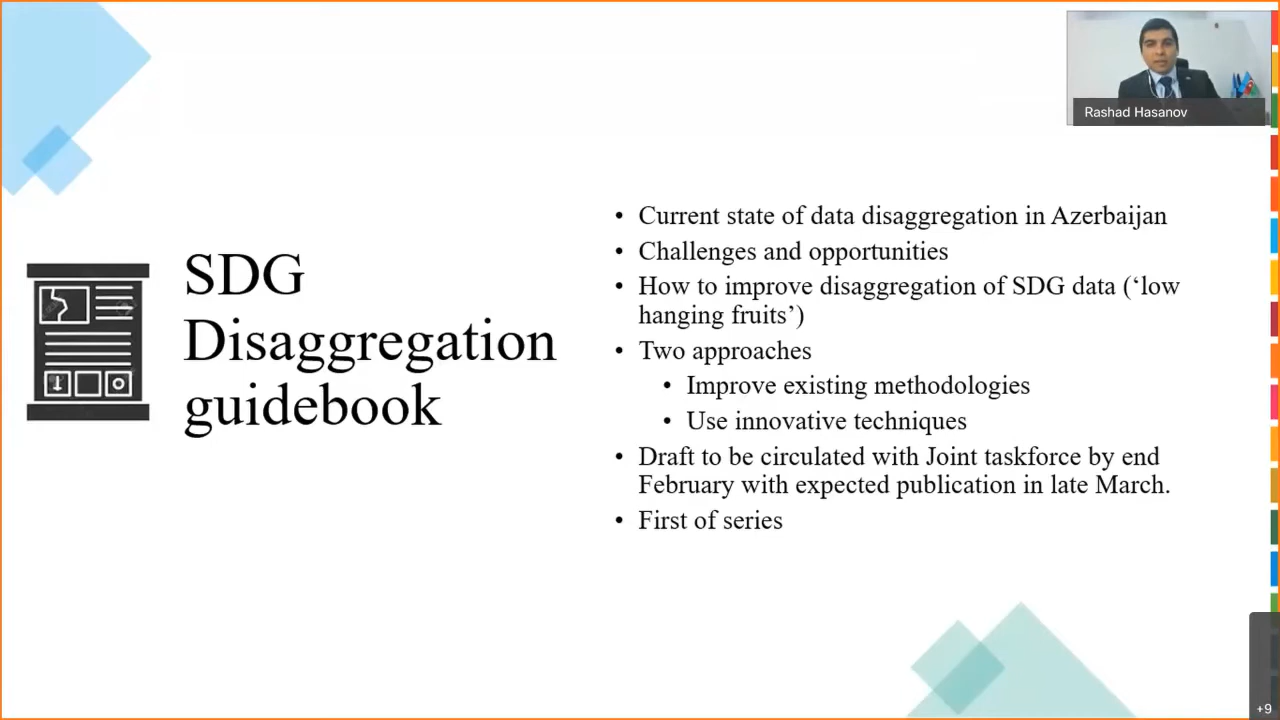 Rashad Hasanov
SDG
Disaggregation
guidebook
• Current state of data disaggregation in Azerbaijan
• Challenges and opportunities
• How to improve disaggregation of SDG data (‘low
hanging fruits’)
• Two approaches
• Improve existing methodologies
• Use innovative techniques
• Draft to be circulated with Joint taskforce by end
February with expected publication in late March.
• First of series
+9